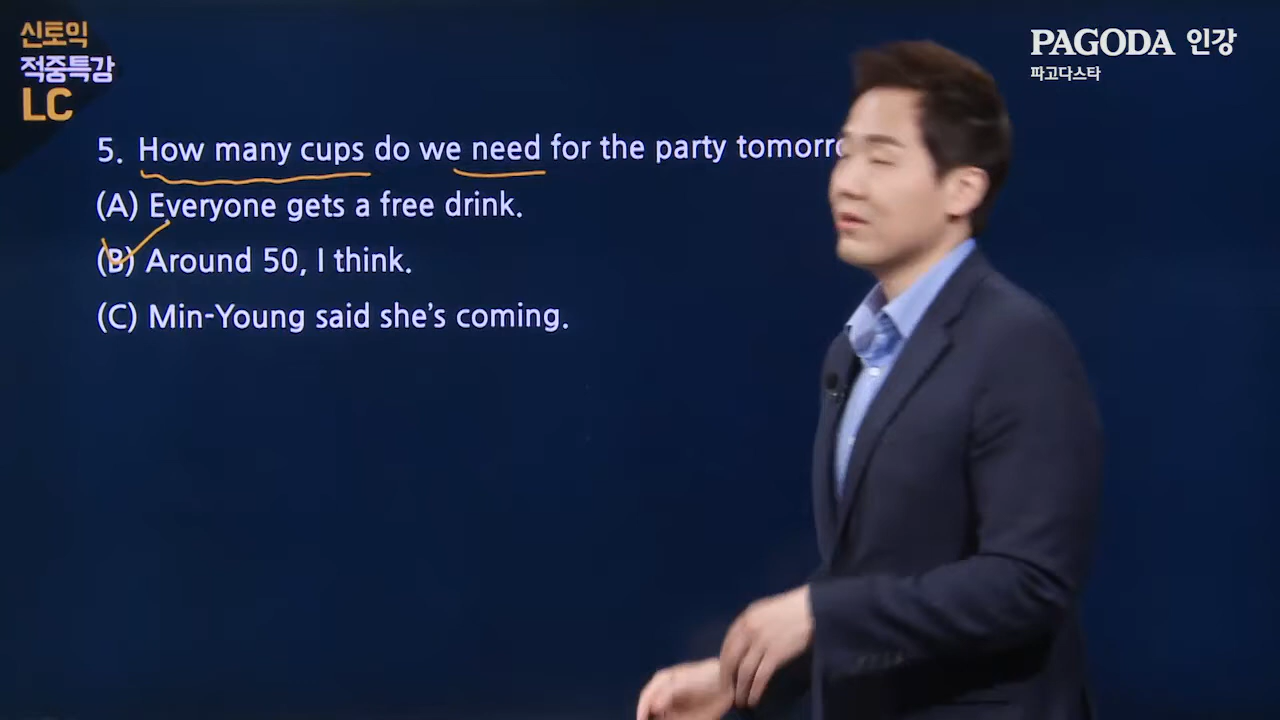 신토익
적중특강
LC
PAGODA 인강
파고다스타
5. How many cups do we need for the party
(A) Everyone gets a free drink.
(B) Around 50, I think.
(C) Min-Young said she's coming.